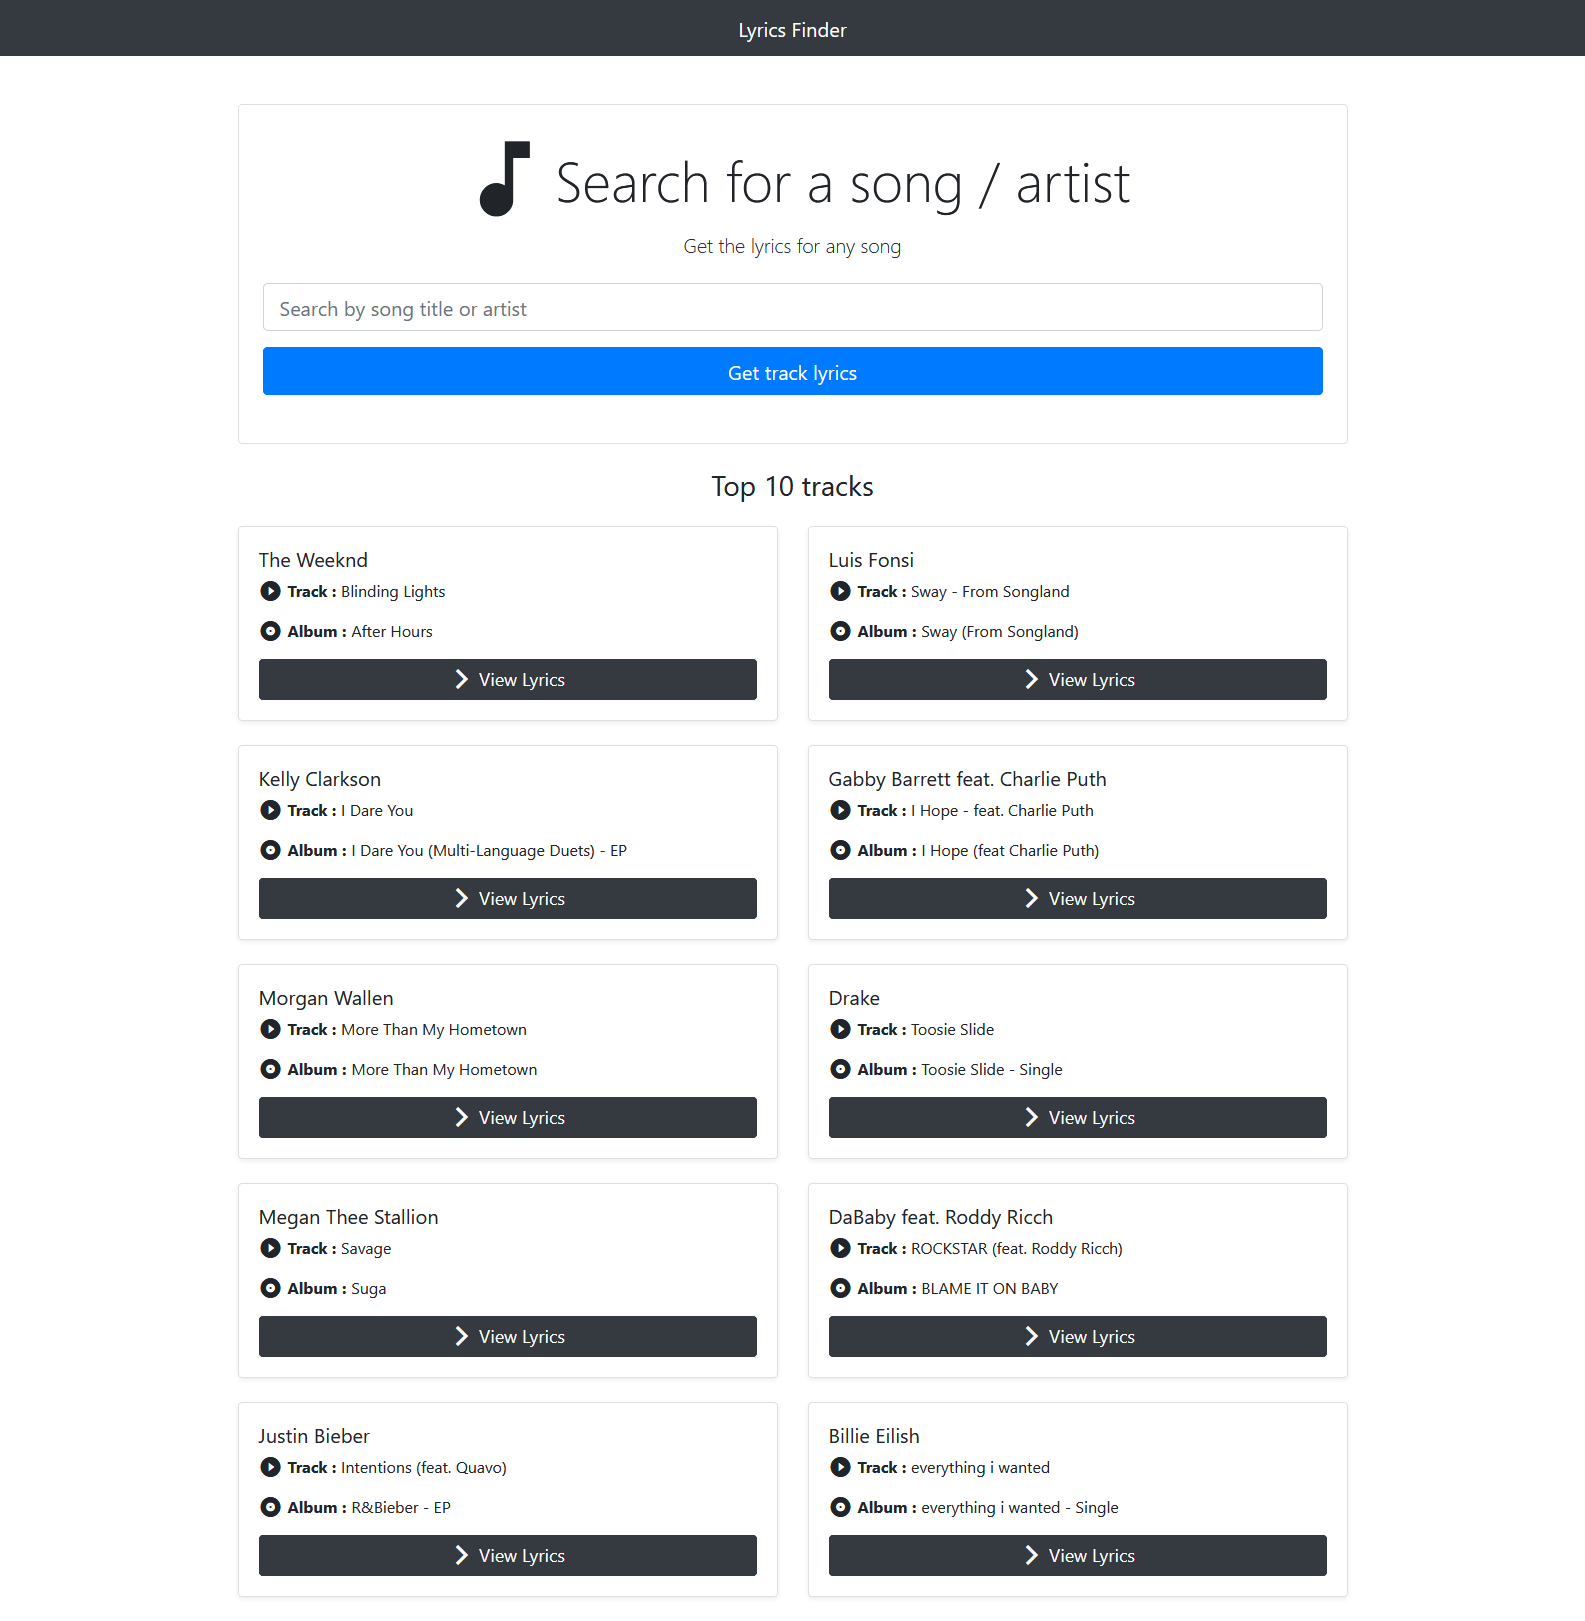 Lyrics Finder
Search for a song / artist
Get the lyrics for any song
Search by song title or artist
Get track lyrics
Top 10 tracks
The Weeknd
Track : Blinding Lights
Album : After Hours
View Lyrics
Luis Fonsi
Track : Sway - From Songland
Album : Sway (From Songland)
View Lyrics
Kelly Clarkson
Track : I Dare You
Album : I Dare You (Multi-Language Duets) - EP
View Lyrics
Gabby Barrett feat. Charlie Puth
Track : I Hope - feat. Charlie Puth
Album : I Hope (feat Charlie Puth)
View Lyrics
Morgan Wallen
Track : More Than My Hometown
Album : More Than My Hometown
View Lyrics
Drake
Track : Toosie Slide
Album : Toosie Slide - Single
View Lyrics
Megan Thee Stallion
Track : Savage
Album : Suga
View Lyrics
DaBaby feat. Roddy Ricch
Track : ROCKSTAR (feat. Roddy Ricch)
Album : BLAME IT ON BABY
View Lyrics
Justin Bieber
Track : Intentions (feat. Quavo)
Album : R&Bieber - EP
View Lyrics
Billie Eilish
Track : everything i wanted
Album : everything i wanted - Single
View Lyrics